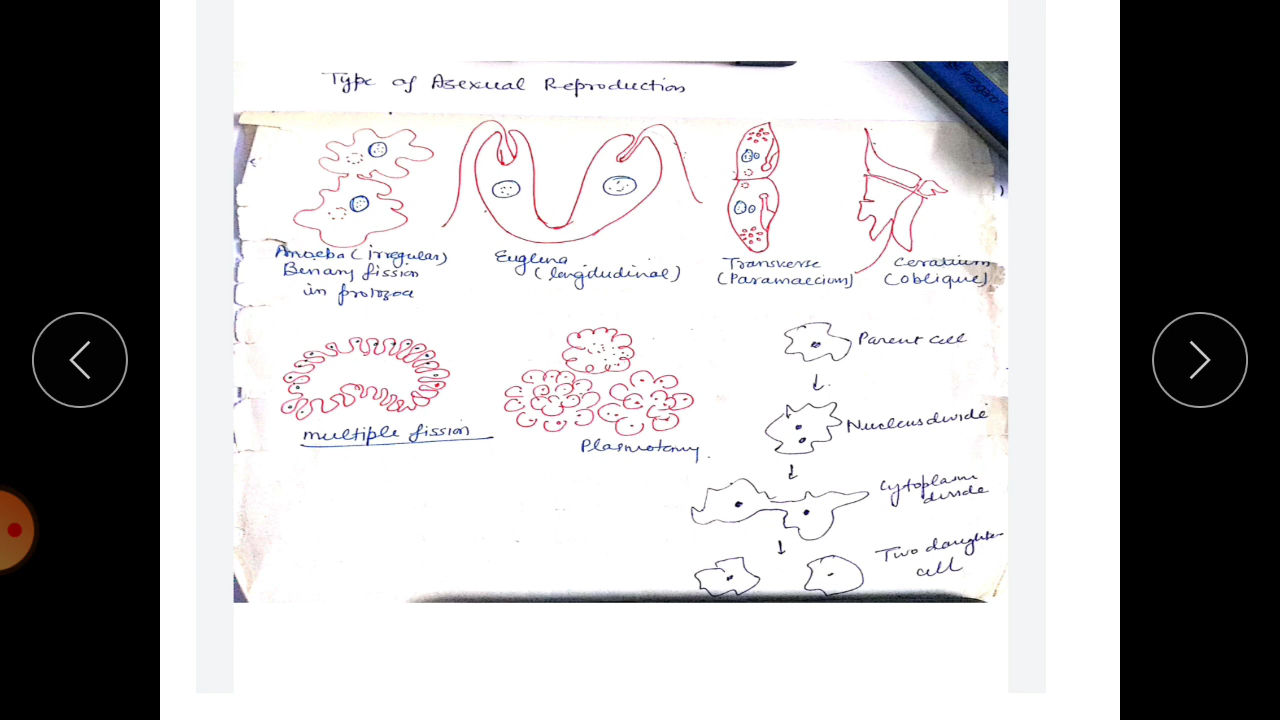 Type of Asexual Reproduction
Amoeba (irregular)
Benary fission
in protozoa
Euglena
(longitudinal)
Transverse
(Paramaecium)
Ceratium
(oblique)
Parent cell
Nucleus divide
multiple fission
Plasmotomy.
Cytoplasm
divide
Two daughter
cell